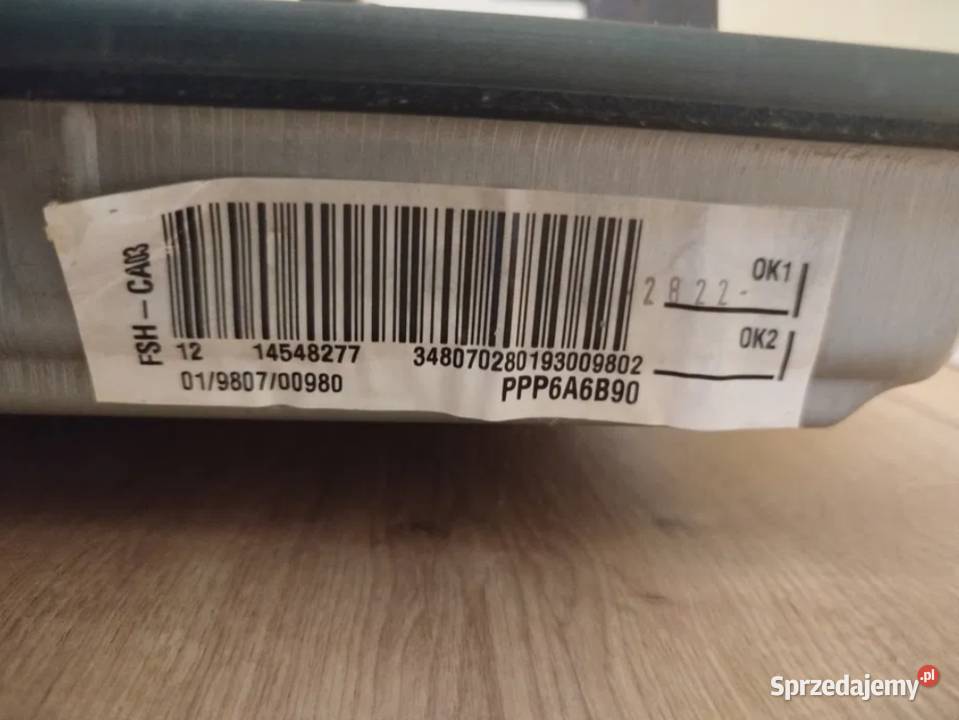 FSH-CA03
12 14548277 348070280193009802
01/9807/00980 PPP6A6B90
2822-
OK1
OK2
Sprzedajemy.pl